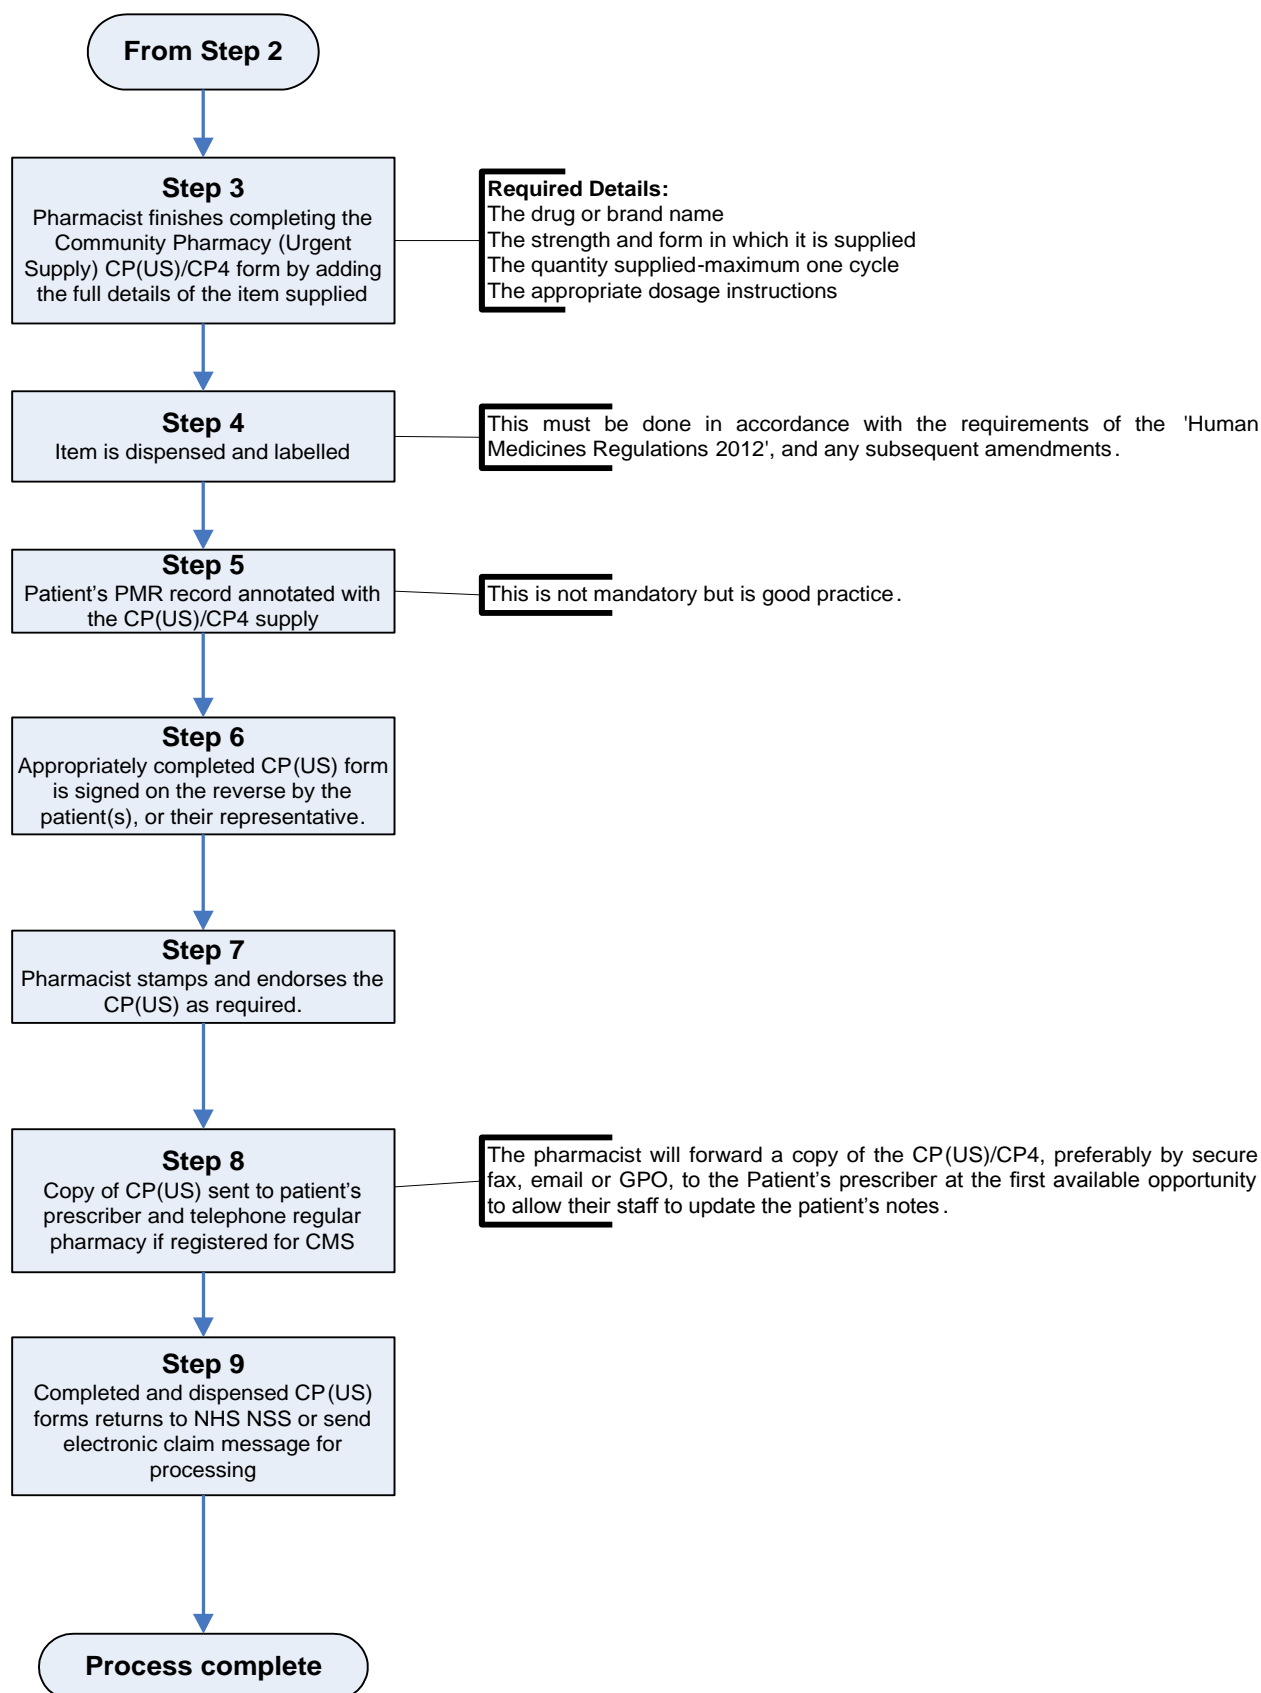 From Step 2
Step 3
Pharmacist finishes completing the
Community Pharmacy (Urgent
Supply) CP(US)/CP4 form by adding
the full details of the item supplied
Required Details:
The drug or brand name
The strength and form in which it is supplied
The quantity supplied-maximum one cycle
The appropriate dosage instructions
Step 4
Item is dispensed and labelled
This must be done in accordance with the requirements of the 'Human
Medicines Regulations 2012', and any subsequent amendments.
Step 5
Patient’s PMR record annotated with
the CP(US)/CP4 supply
This is not mandatory but is good practice.
Step 6
Appropriately completed CP(US) form
is signed on the reverse by the
patient(s), or their representative.
Step 7
Pharmacist stamps and endorses the
CP(US) as required.
Step 8
Copy of CP(US) sent to patient’s
prescriber and telephone regular
pharmacy if registered for CMS
The pharmacist will forward a copy of the CP(US)/CP4, preferably by secure
fax, email or GPO, to the Patient’s prescriber at the first available opportunity
to allow their staff to update the patient’s notes.
Step 9
Completed and dispensed CP(US)
forms returns to NHS NSS or send
electronic claim message for
processing
Process complete